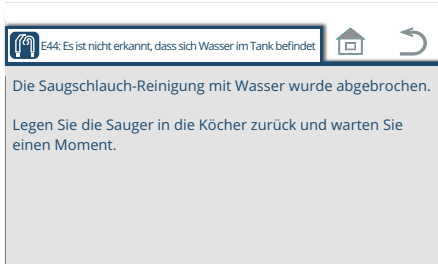 E44: Es ist nicht erkannt, dass sich Wasser im Tank befindet
Die Saugschlauch-Reinigung mit Wasser wurde abgebrochen.
Legen Sie die Sauger in die Köcher zurück und warten Sie
einen Moment.